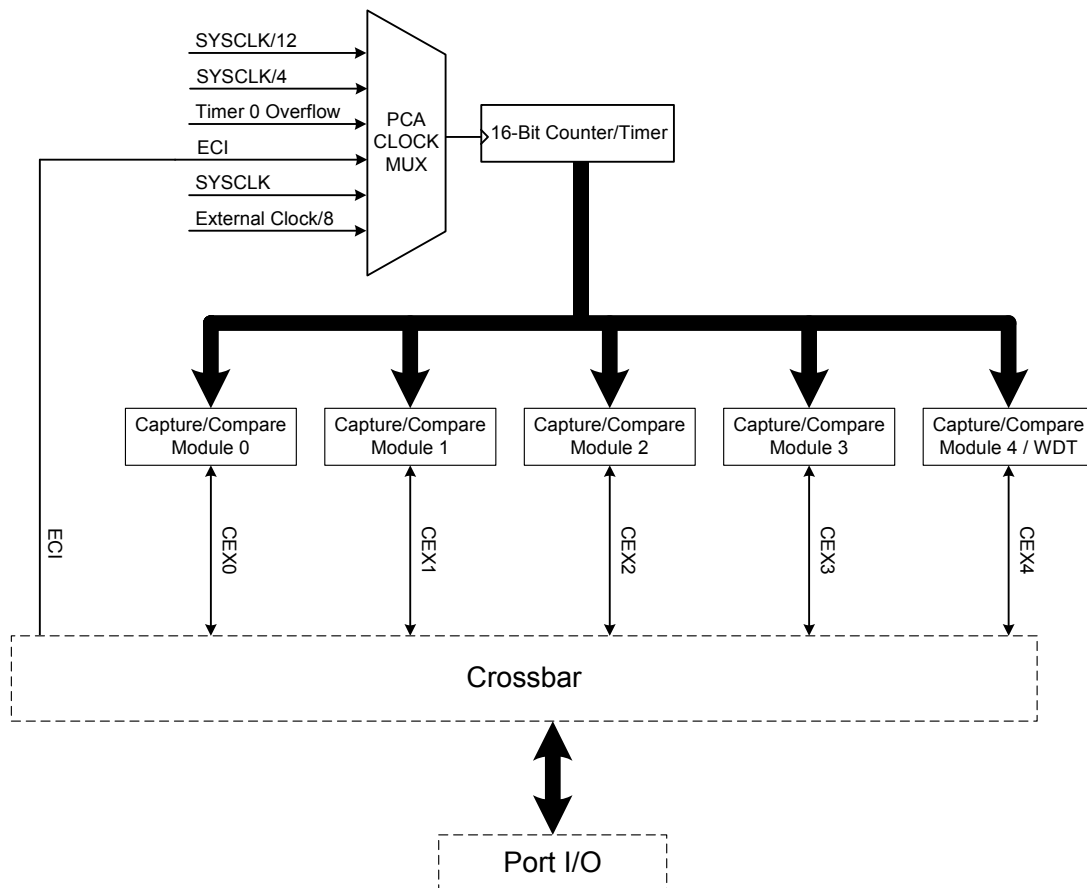 SYSCLK/12
SYSCLK/4
Timer 0 Overflow
ECI
SYSCLK
External Clock/8
PCA
CLOCK
MUX
16-Bit Counter/Timer
Capture/Compare
Module 0
Capture/Compare
Module 1
Capture/Compare
Module 2
Capture/Compare
Module 3
Capture/Compare
Module 4 / WDT
ECI
CEX0
CEX1
CEX2
CEX3
CEX4
Crossbar
Port I/O